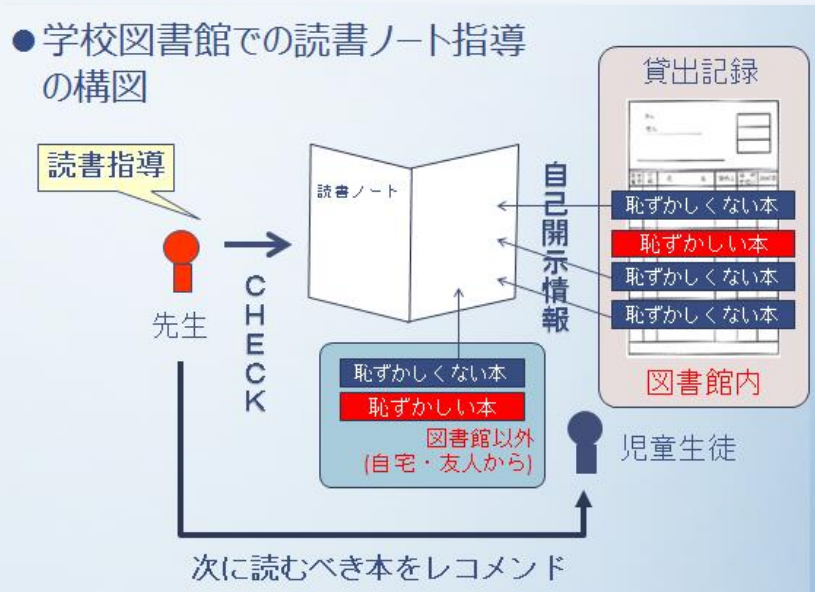 ●学校図書館での読書ノート指導
の構図
貸出記録
読書指導
読書ノート
自己開示情報
恥ずかしくない本
恥ずかしい本
恥ずかしくない本
恥ずかしくない本
図書館内
先生
CHECK
恥ずかしくない本
恥ずかしい本
図書館以外
(自宅・友人から)
児童生徒
次に読むべき本をレコメンド